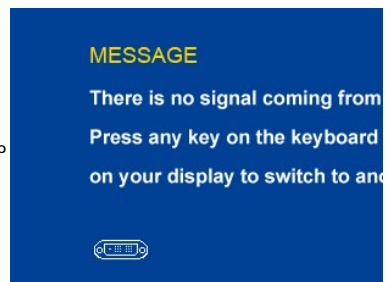 MESSAGE
There is no signal coming from
Press any key on the keyboard
on your display to switch to